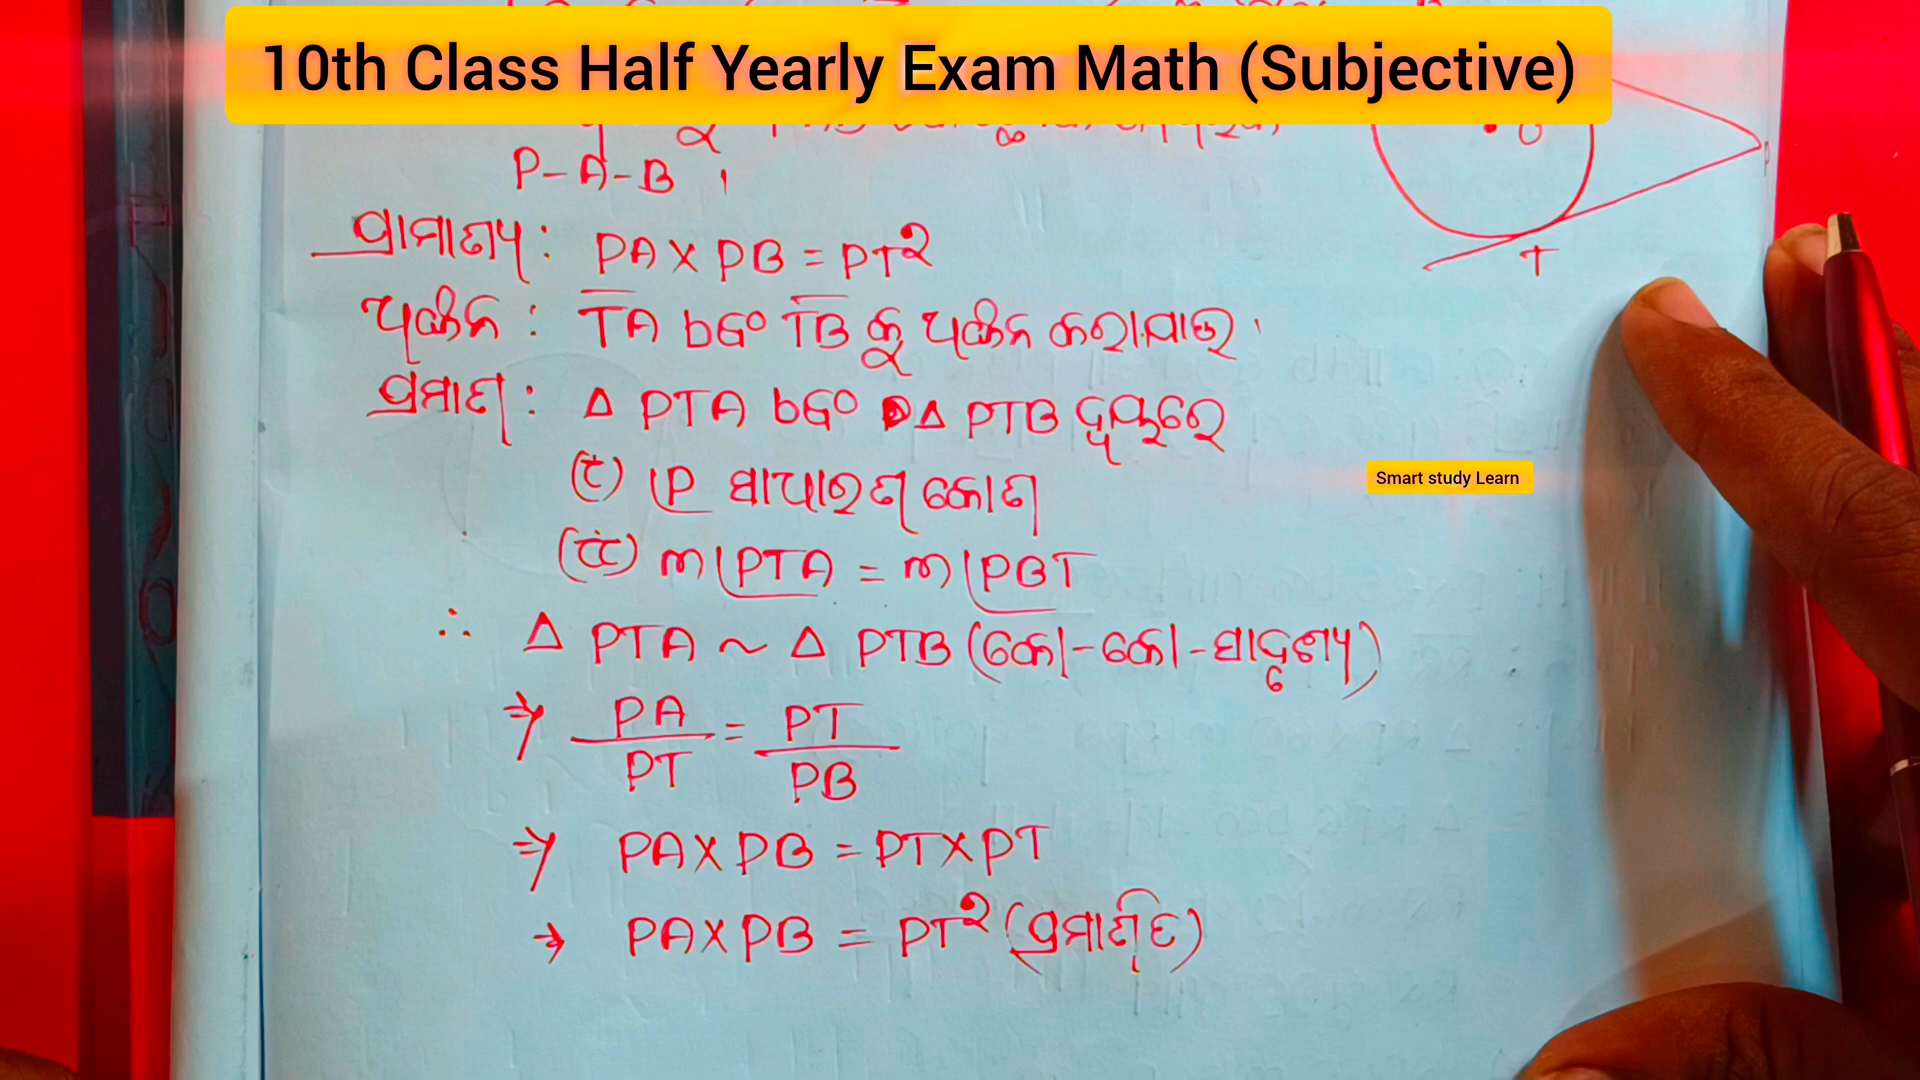 10th Class Half Yearly Exam Math (Subjective)
P-A-B ।
O
P
ପ୍ରାମାଣ୍ୟ : PA X PB = PT²
T
ଅଙ୍କନ : TA ଏବଂ TB କୁ ଅଙ୍କନ କରାଯାଉ ।
ପ୍ରମାଣ : Δ PTA ଏବଂ Δ PTB ଦ୍ୱୟରେ
Smart study Learn
(i) ∠P ସାଧାରଣ କୋଣ
(ii) m∠PTA = m∠PBT
∴ Δ PTA ~ Δ PTB (କୋ-କୋ-ସାଦୃଶ୍ୟ)
⇒ PA/PT = PT/PB
⇒ PA X PB = PT X PT
⇒ PA X PB = PT² (ପ୍ରମାଣିତ)